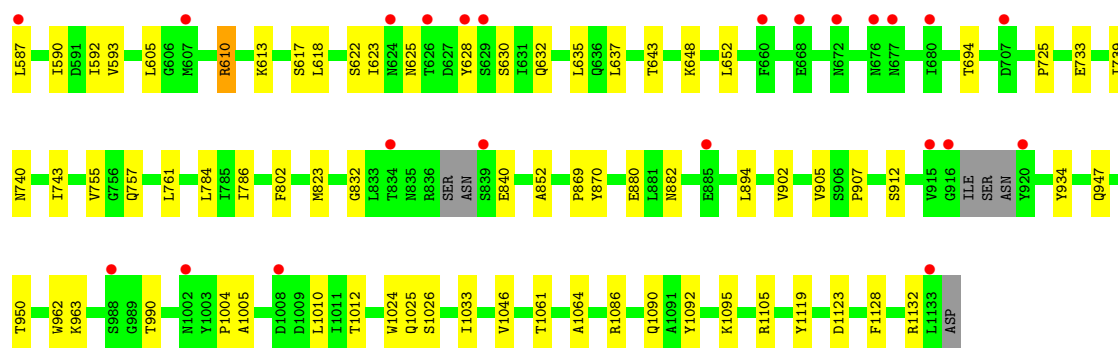 L587 I590 D591 I592 V593 L605 G606 M607 R610 K613 S617 L618 S622 I623 N624 N625 T626 D627 Y628 S629 S630 I631 Q632 L635 Q636 L637 T643 K648 L652 F660 E668 N672 N676 N677 I680 T694 D707 P725 E733 I739
N740 I743 V755 G756 Q757 L761 L784 I785 I786 F802 M823 G832 L833 T834 N835 R836 SER ASN S839 E840 A852 P869 Y870 E880 L881 N882 E885 L894 V902 V905 S906 P907 S912 V915 G916 ILE SER ASN Y920 Y934 Q947
T950 W962 K963 S988 G989 T990 N1002 Y1003 P1004 A1005 D1008 D1009 L1010 I1011 T1012 W1024 Q1025 S1026 I1033 V1046 T1061 A1064 R1086 Q1090 A1091 Y1092 K1095 R1105 Y1119 D1123 F1128 R1132 L1133 ASP